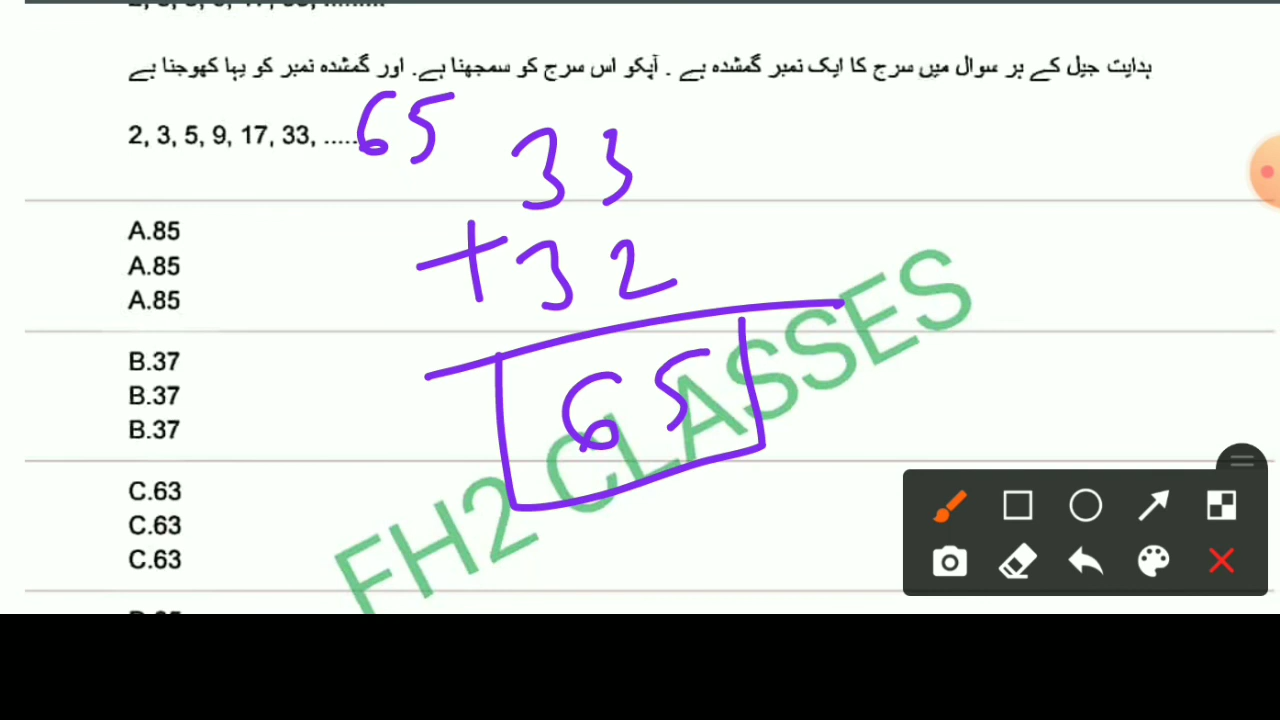 ہدایت جیل کے ہر سوال میں سرج کا ایک نمبر گمشدہ ہے . آپکو اس سرج کو سمجھنا ہے. اور گمشدہ نمبر کو یہا کھوجنا ہے
2, 3, 5, 9, 17, 33, ..... 65
33
+ 32
65
A.85
A.85
A.85
B.37
B.37
B.37
C.63
C.63
C.63
FH2 CLASSES